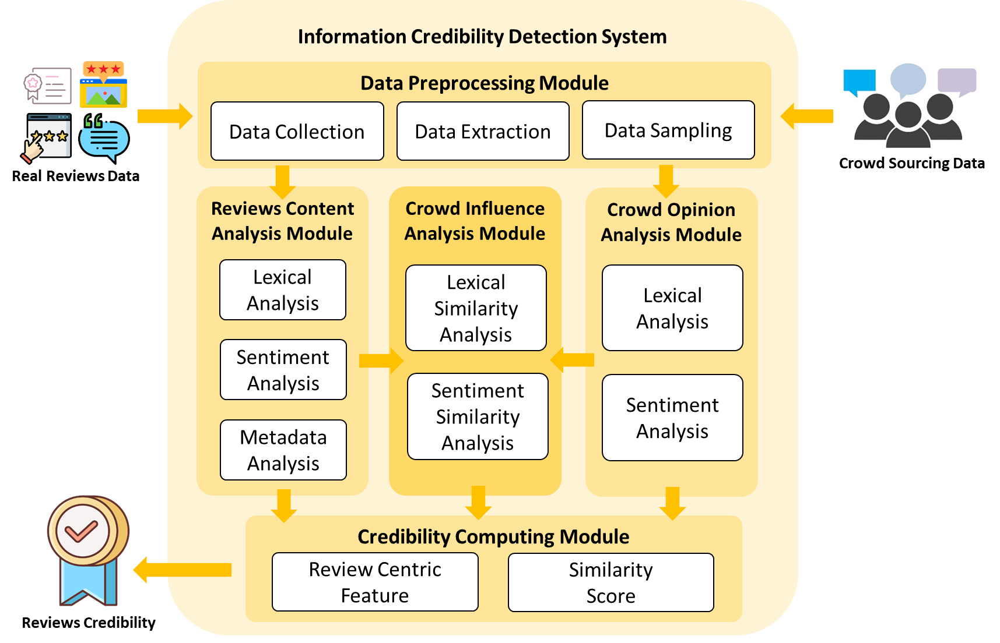 Information Credibility Detection System
Data Preprocessing Module
Data Collection
Data Extraction
Data Sampling
Real Reviews Data
Crowd Sourcing Data
Reviews Content
Analysis Module
Lexical
Analysis
Sentiment
Analysis
Metadata
Analysis
Crowd Influence
Analysis Module
Lexical
Similarity
Analysis
Sentiment
Similarity
Analysis
Crowd Opinion
Analysis Module
Lexical
Analysis
Sentiment
Analysis
Credibility Computing Module
Review Centric
Feature
Similarity
Score
Reviews Credibility